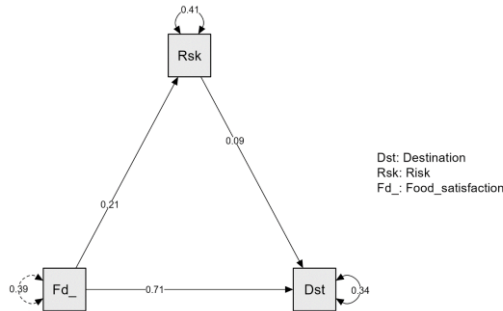 0.41
Rsk
0.09
Dst: Destination
Rsk: Risk
Fd_: Food_satisfaction
0.21
0.39
Fd_
0.71
Dst
0.34